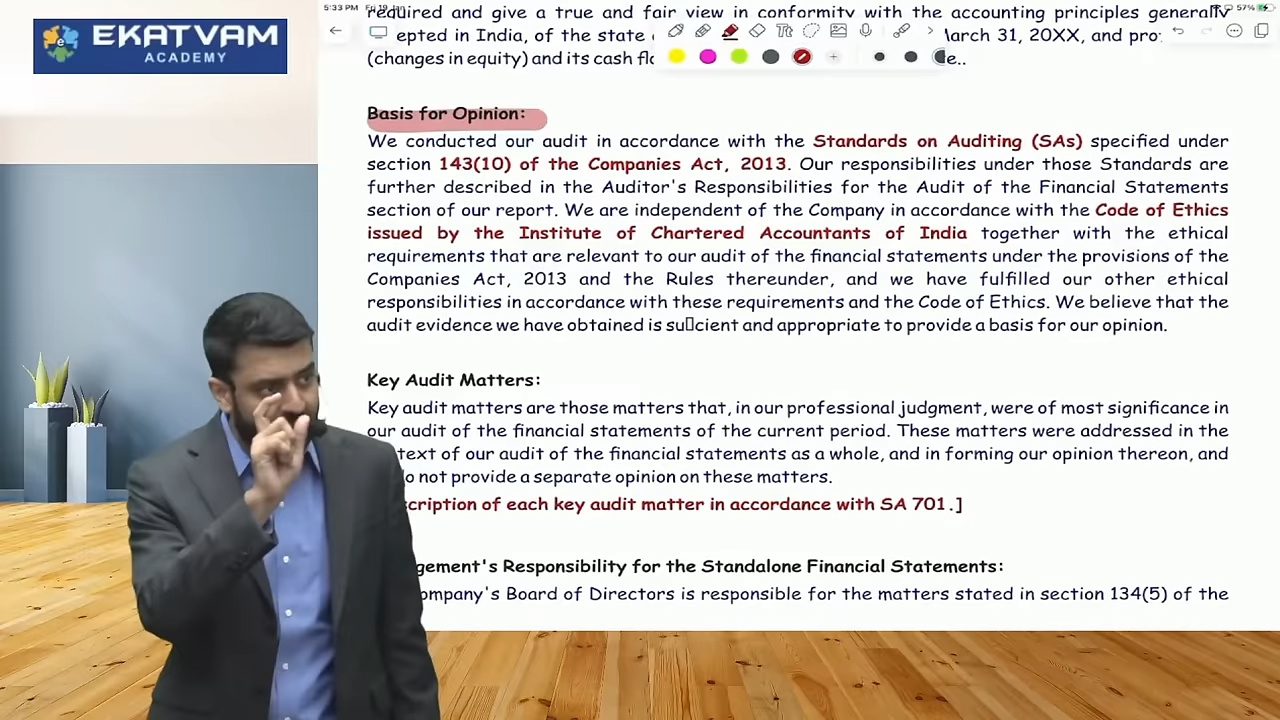 EKATVAM
ACADEMY
5:33 PM
57%
required and give a true and fair view in conformity with the accounting principles generally
epted in India, of the state
March 31, 20XX, and pro
(changes in equity) and its cash
e..
Tt
Basis for Opinion:
We conducted our audit in accordance with the Standards on Auditing (SAs) specified under
section 143(10) of the Companies Act, 2013. Our responsibilities under those Standards are
further described in the Auditor's Responsibilities for the Audit of the Financial Statements
section of our report. We are independent of the Company in accordance with the Code of Ethics
issued by the Institute of Chartered Accountants of India together with the ethical
requirements that are relevant to our audit of the financial statements under the provisions of the
Companies Act, 2013 and the Rules thereunder, and we have fulfilled our other ethical
responsibilities in accordance with these requirements and the Code of Ethics. We believe that the
audit evidence we have obtained is su▯cient and appropriate to provide a basis for our opinion.
Key Audit Matters:
Key audit matters are those matters that, in our professional judgment, were of most significance in
our audit of the financial statements of the current period. These matters were addressed in the
text of our audit of the financial statements as a whole, and in forming our opinion thereon, and
o not provide a separate opinion on these matters.
scription of each key audit matter in accordance with SA 701.]
gement's Responsibility for the Standalone Financial Statements:
ompany's Board of Directors is responsible for the matters stated in section 134(5) of the